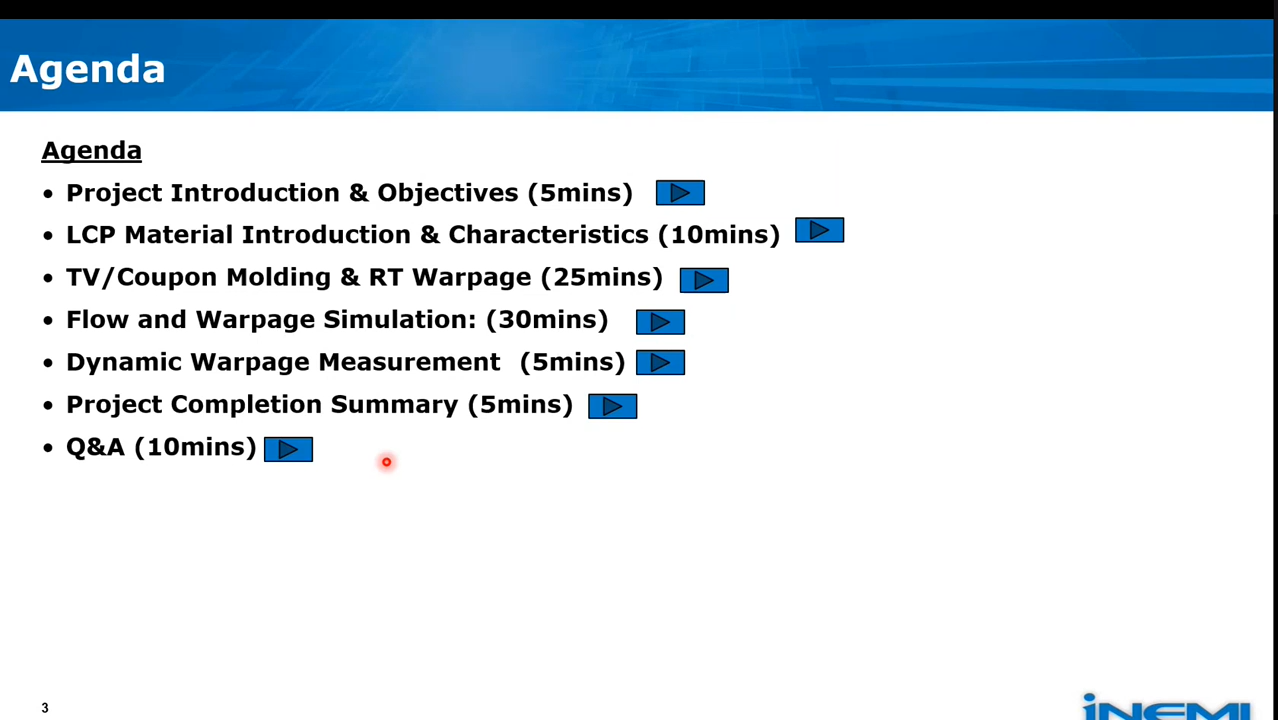 Agenda
Agenda
• Project Introduction & Objectives (5mins)
• LCP Material Introduction & Characteristics (10mins)
• TV/Coupon Molding & RT Warpage (25mins)
• Flow and Warpage Simulation: (30mins)
• Dynamic Warpage Measurement (5mins)
• Project Completion Summary (5mins)
• Q&A (10mins)
3
iNEMI